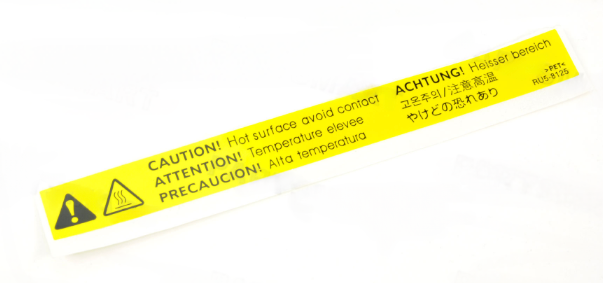 CAUTION! Hot surface avoid contact
ATTENTION! Temperature elevee
PRECAUCION! Alta temperatura
ACHTUNG! Heisser bereich
고온주의/注意高温
やけどの恐れあり
>PET<
RU5-8125